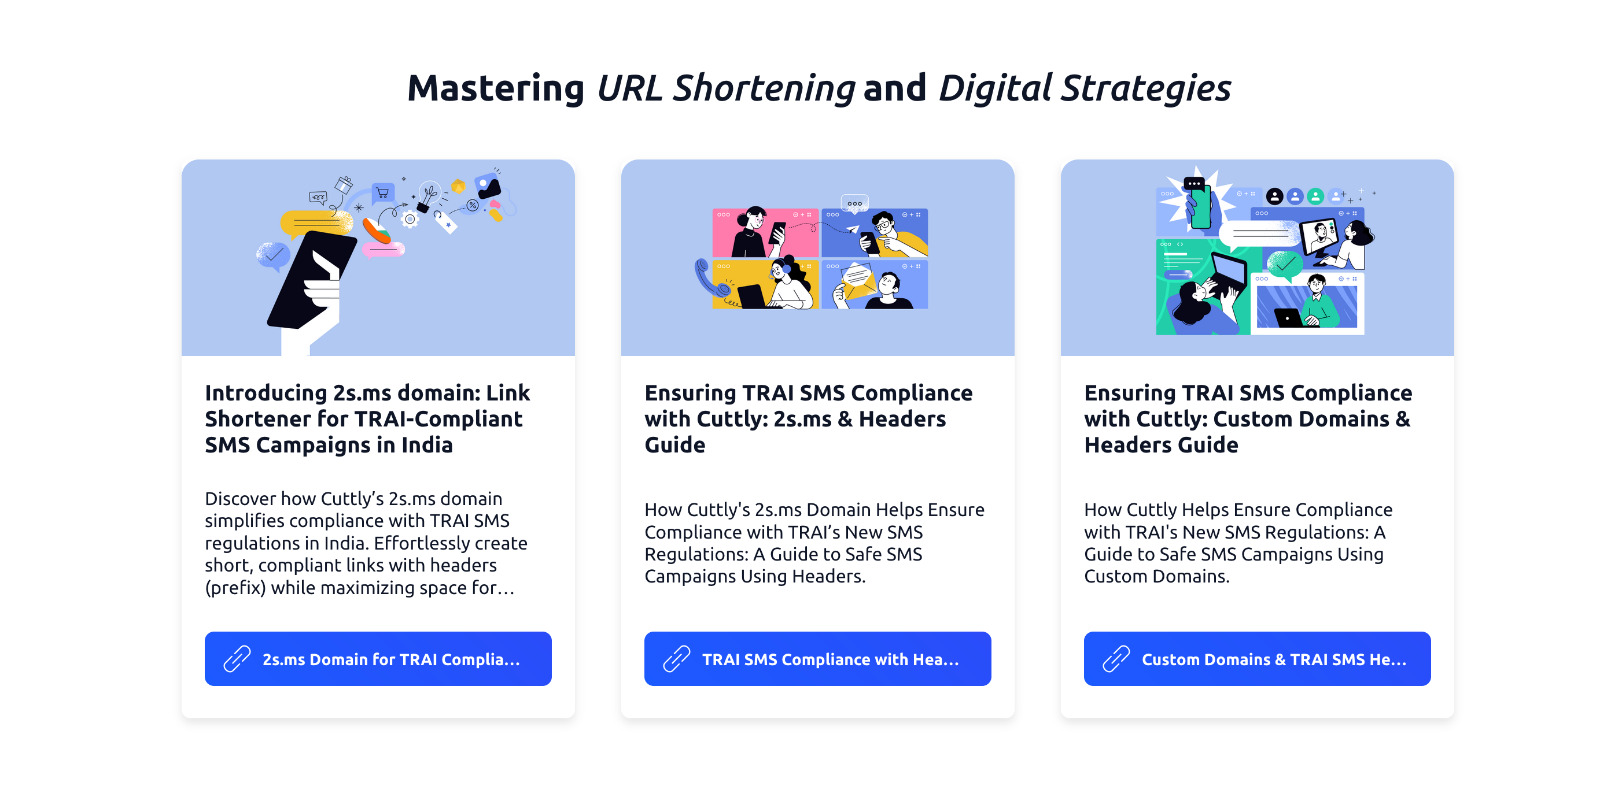 Mastering URL Shortening and Digital Strategies
Introducing 2s.ms domain: Link
Shortener for TRAI-Compliant
SMS Campaigns in India
Discover how Cuttly’s 2s.ms domain
simplifies compliance with TRAI SMS
regulations in India. Effortlessly create
short, compliant links with headers
(prefix) while maximizing space for…
2s.ms Domain for TRAI Complia…
Ensuring TRAI SMS Compliance
with Cuttly: 2s.ms & Headers
Guide
How Cuttly's 2s.ms Domain Helps Ensure
Compliance with TRAI’s New SMS
Regulations: A Guide to Safe SMS
Campaigns Using Headers.
TRAI SMS Compliance with Hea…
Ensuring TRAI SMS Compliance
with Cuttly: Custom Domains &
Headers Guide
How Cuttly Helps Ensure Compliance
with TRAI's New SMS Regulations: A
Guide to Safe SMS Campaigns Using
Custom Domains.
Custom Domains & TRAI SMS He…